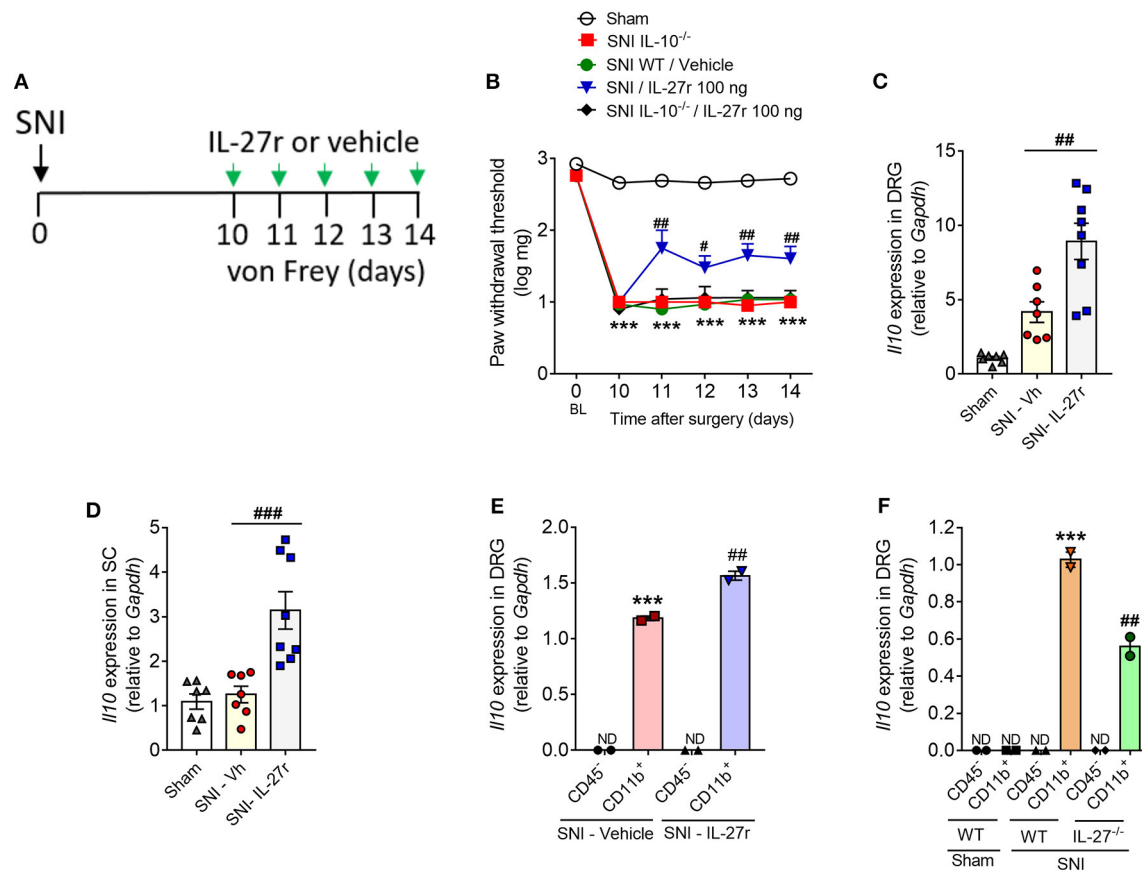 A
SNI
IL-27r or vehicle
0 10 11 12 13 14
von Frey (days)
B
Sham
SNI IL-10-/-
SNI WT / Vehicle
SNI / IL-27r 100 ng
SNI IL-10-/- / IL-27r 100 ng
Paw withdrawal threshold
(log mg)
3
2
1
0
## # ## ##
*** *** *** *** ***
0 10 11 12 13 14
BL
Time after surgery (days)
C
Il10 expression in DRG
(relative to Gapdh)
15
10
5
0
##
Sham
SNI - Vh
SNI- IL-27r
D
Il10 expression in SC
(relative to Gapdh)
5
4
3
2
1
0
###
Sham
SNI - Vh
SNI- IL-27r
E
Il10 expression in DRG
(relative to Gapdh)
2.0
1.5
1.0
0.5
0.0
ND
***
ND
##
CD45-
CD11b+
CD45-
CD11b+
SNI - Vehicle
SNI - IL-27r
F
Il10 expression in DRG
(relative to Gapdh)
1.2
1.0
0.8
0.6
0.4
0.2
0.0
ND
ND
ND
***
ND
##
CD45-
CD11b+
CD45-
CD11b+
CD45-
CD11b+
WT WT IL-27-/-
Sham SNI